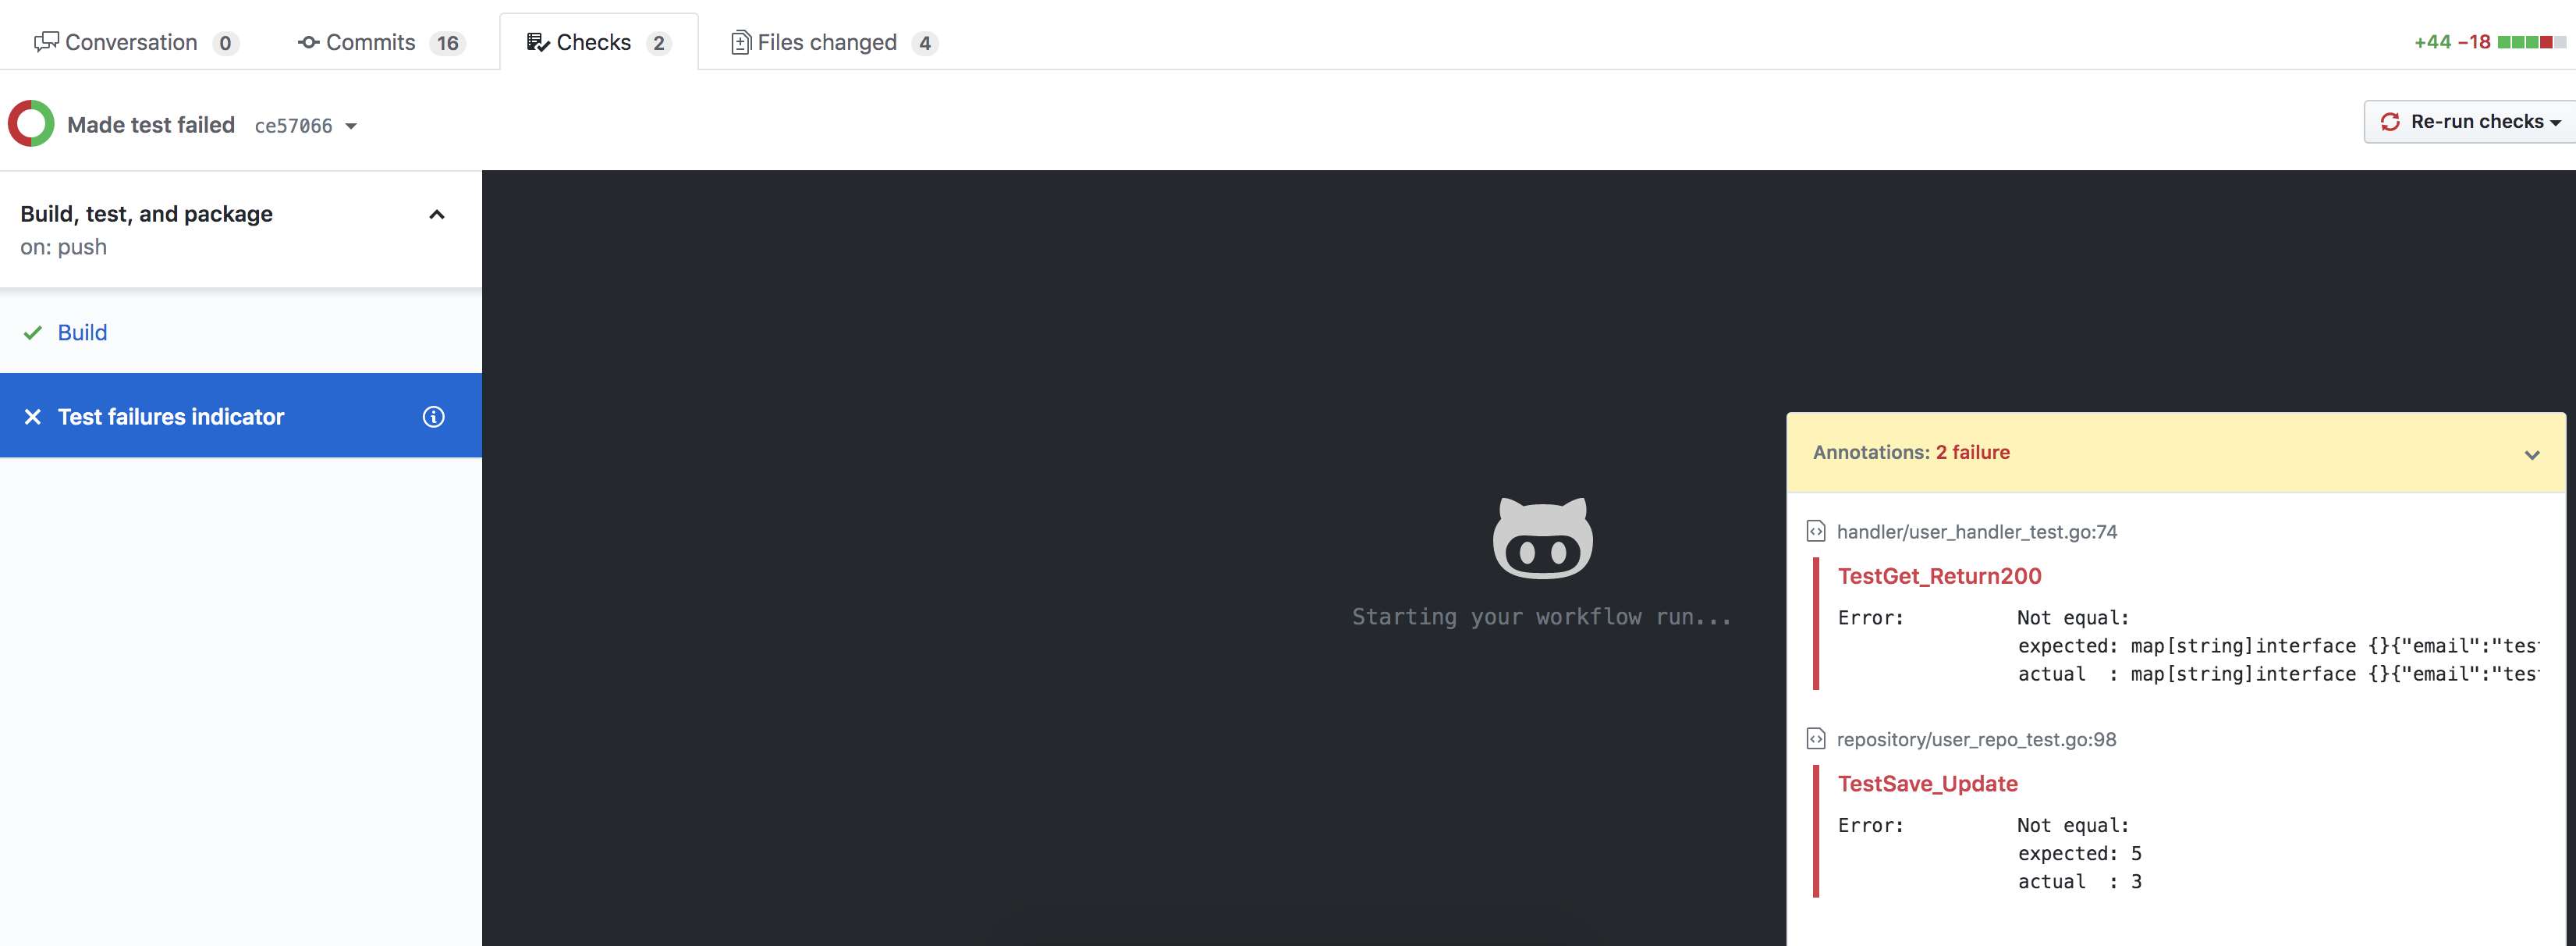 Conversation 0 Commits 16 Checks 2 Files changed 4 +44 −18
Made test failed ce57066 Re-run checks
Build, test, and package
on: push
Build
Test failures indicator
Starting your workflow run...
Annotations: 2 failure
handler/user_handler_test.go:74
TestGet_Return200
Error: Not equal:
expected: map[string]interface {}{"email":"tes
actual  : map[string]interface {}{"email":"tes
repository/user_repo_test.go:98
TestSave_Update
Error: Not equal:
expected: 5
actual  : 3